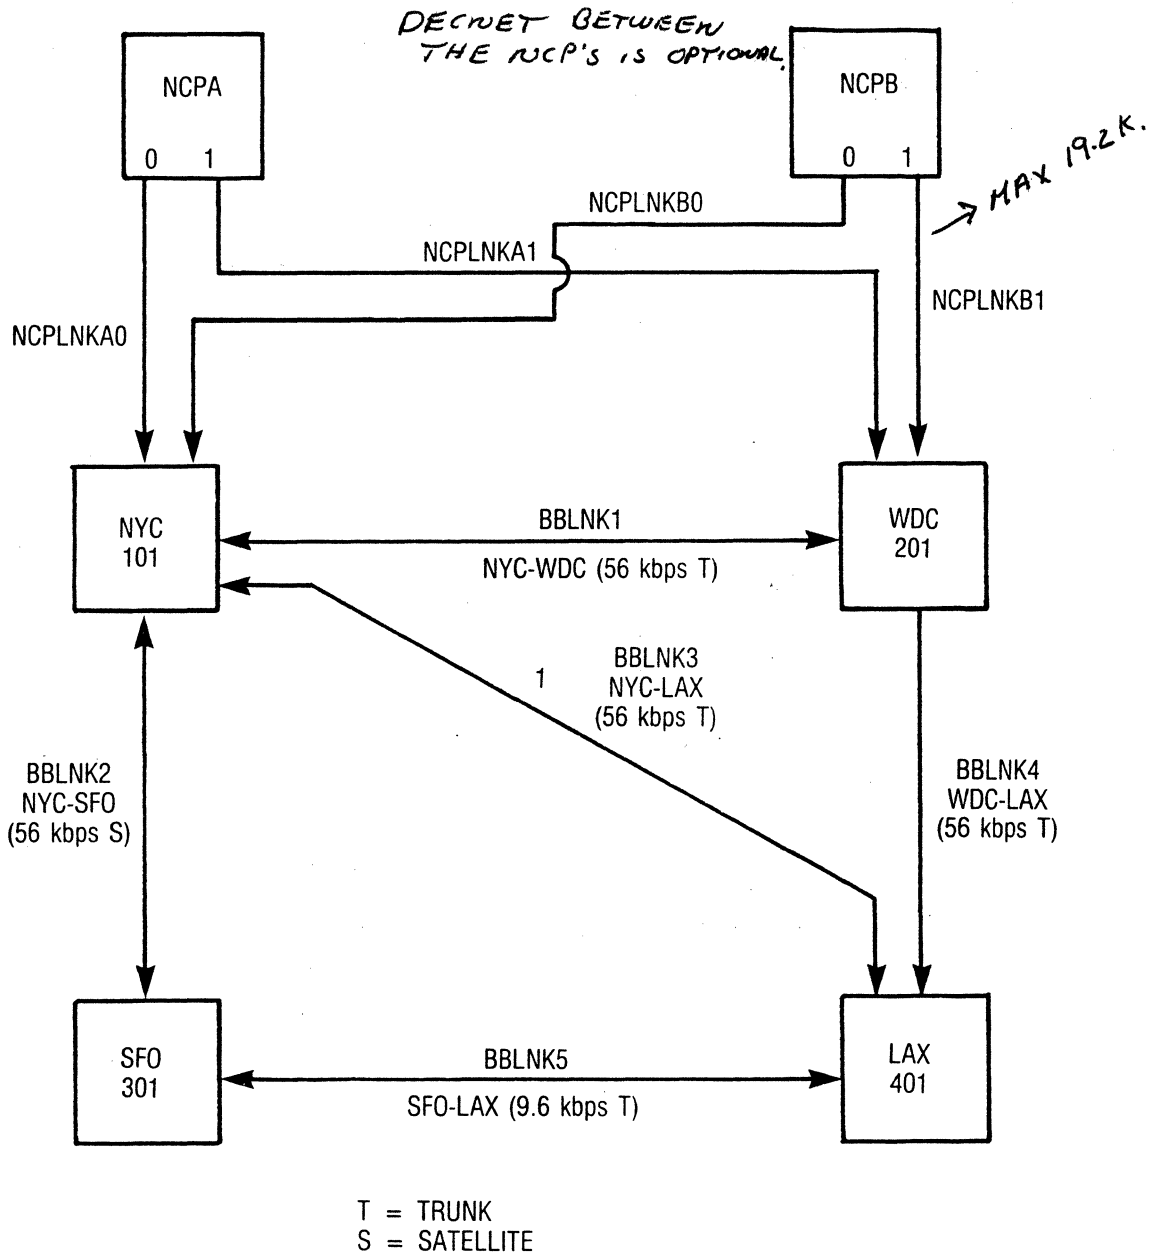 DECNET BETWEEN
THE NCP'S IS OPTIONAL.
NCPA
0 1
NCPB
0 1
MAX 19.2K.
NCPLNKB0
NCPLNKA1
NCPLNKB1
NCPLNKA0
NYC
101
BBLNK1
NYC-WDC (56 kbps T)
WDC
201
1
BBLNK3
NYC-LAX
(56 kbps T)
BBLNK2
NYC-SFO
(56 kbps S)
BBLNK4
WDC-LAX
(56 kbps T)
SFO
301
BBLNK5
SFO-LAX (9.6 kbps T)
LAX
401
T = TRUNK
S = SATELLITE